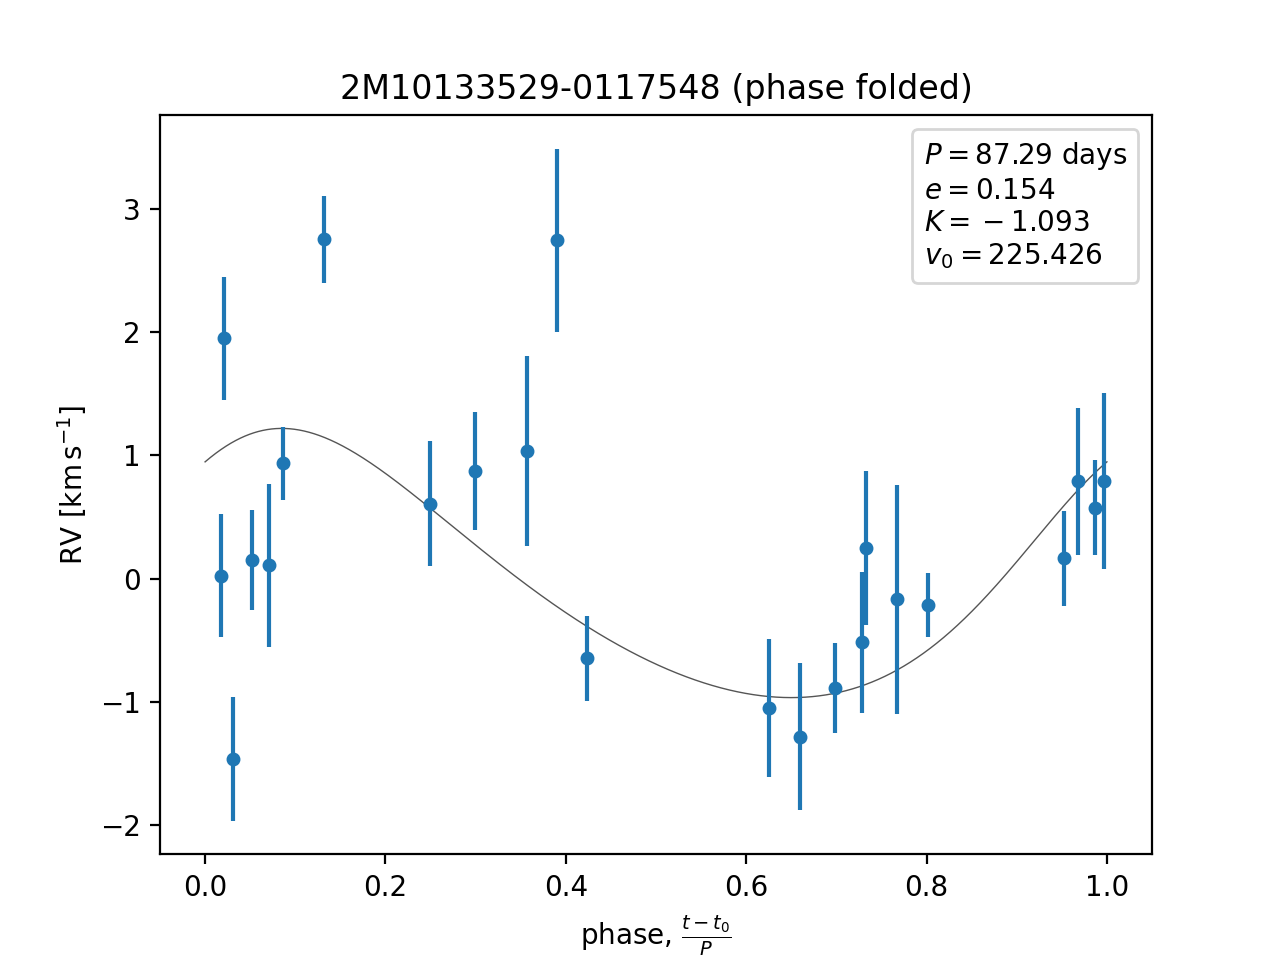 2M10133529-0117548 (phase folded)
P = 87.29 days
e = 0.154
K = −1.093
v₀ = 225.426
RV [km s⁻¹]
3
2
1
0
−1
−2
0.0 0.2 0.4 0.6 0.8 1.0
phase, (t − t₀)/P